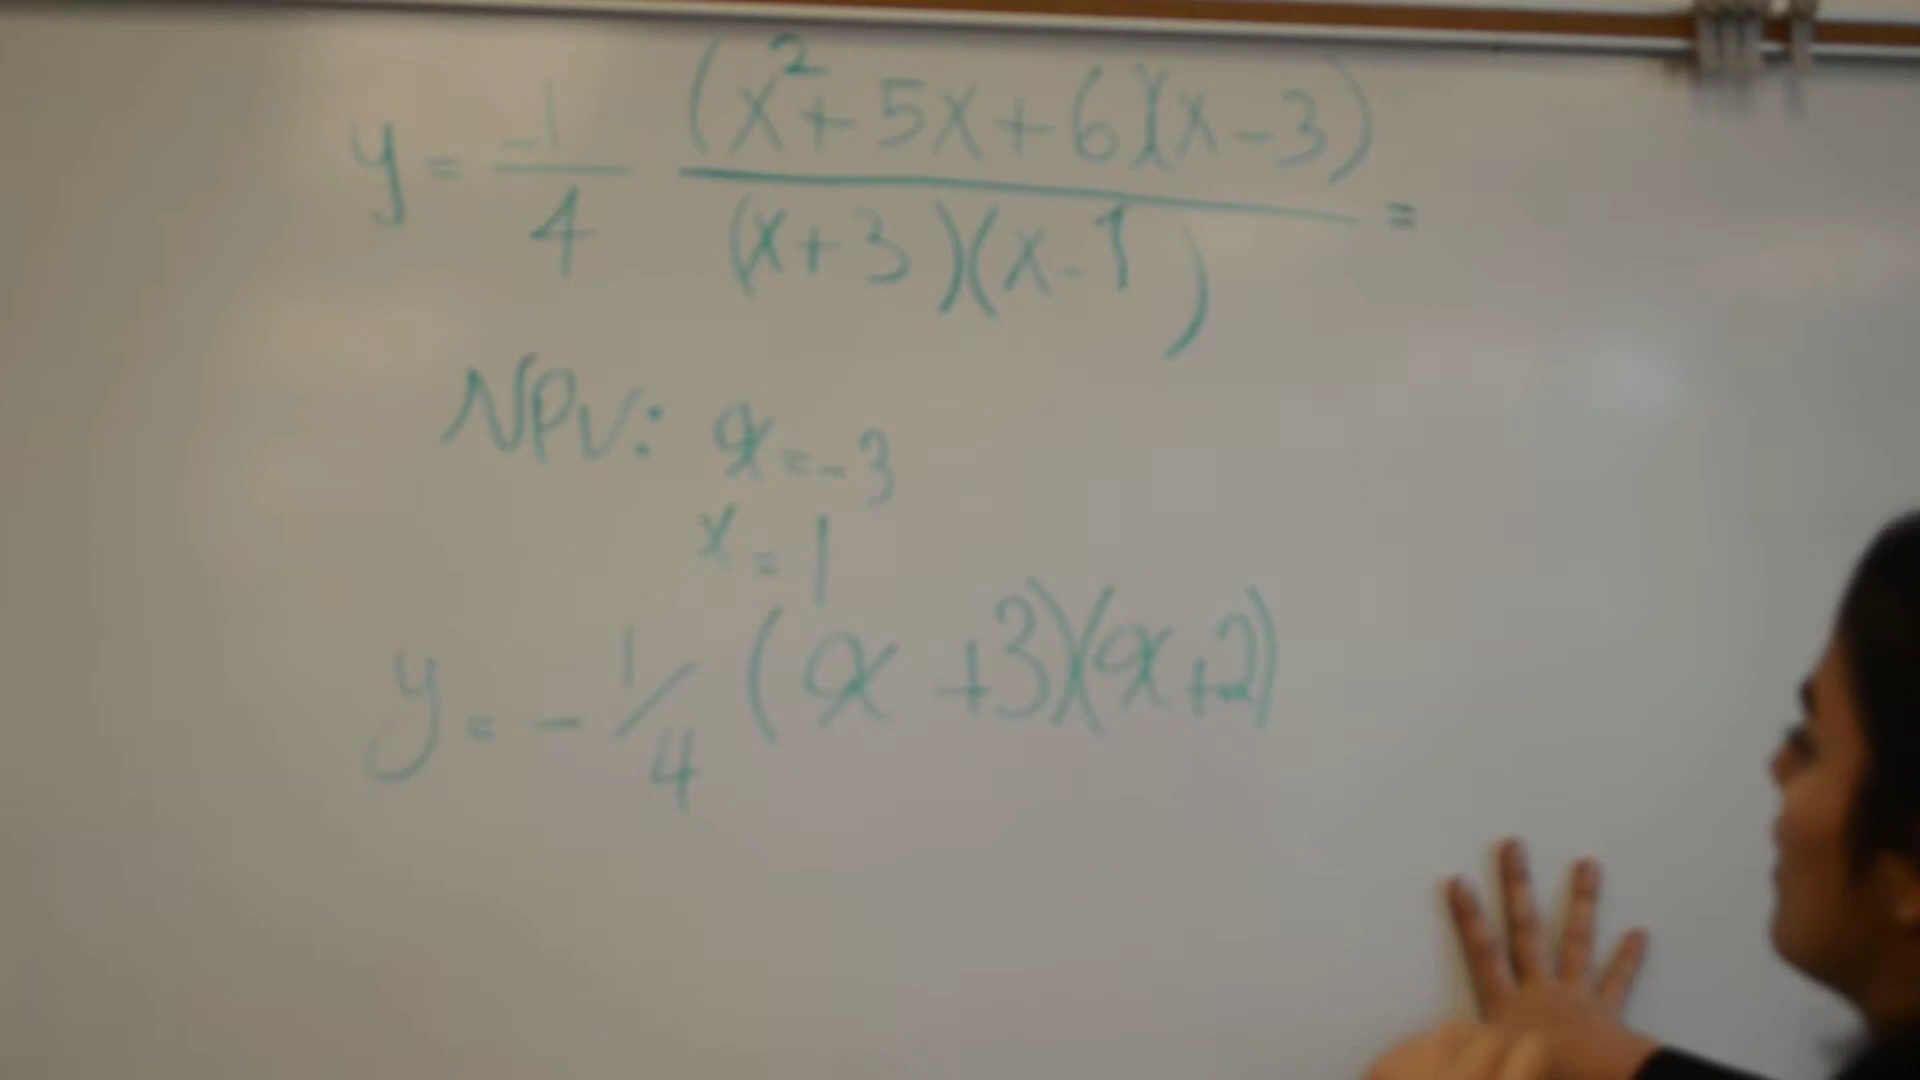 y = -1/4 (x²+5x+6)(x-3)/(x+3)(x-1) =
NPV: x = -3
x = 1
y = -1/4 (x+3)(x+2)